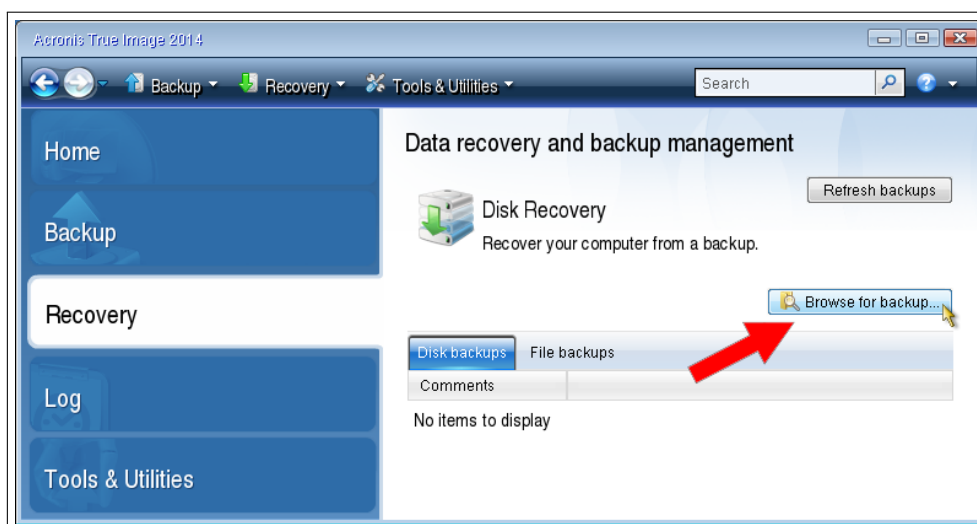 Acronis True Image 2014
Backup Recovery Tools & Utilities Search
Home
Backup
Recovery
Log
Tools & Utilities
Data recovery and backup management
Refresh backups
Disk Recovery
Recover your computer from a backup.
Browse for backup...
Disk backups File backups
Comments
No items to display